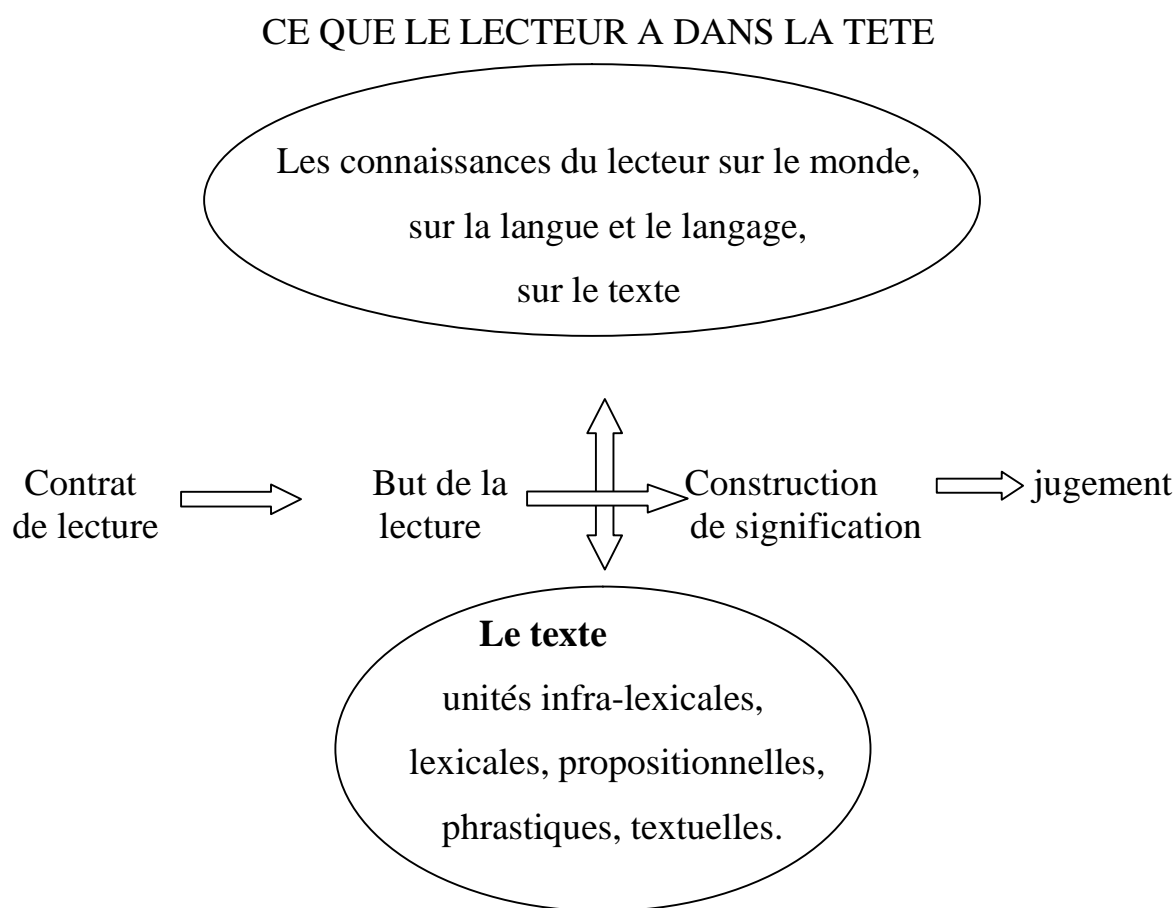 CE QUE LE LECTEUR A DANS LA TETE
Les connaissances du lecteur sur le monde,
sur la langue et le langage,
sur le texte
Contrat
de lecture
But de la
lecture
Construction
de signification
jugement
Le texte
unités infra-lexicales,
lexicales, propositionnelles,
phrastiques, textuelles.